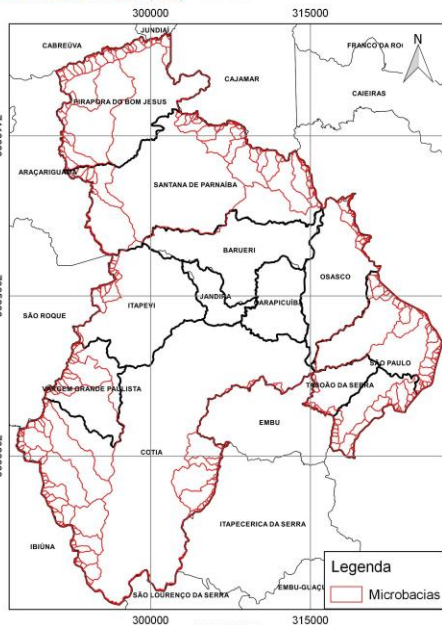 300000 315000
JUNDIAÍ
CABREÚVA
FRANCO DA RO
N
CAJAMAR
CAIEIRAS
PIRAPORA DO BOM JESUS
ARAÇARIGUAMA
SANTANA DE PARNAÍBA
BARUERI
OSASCO
ITAPEVI
JANDIRA
CARAPICUÍBA
SÃO ROQUE
SÃO PAULO
VARGEM GRANDE PAULISTA
TABOÃO DA SERRA
EMBU
COTIA
ITAPECERICA DA SERRA
IBIÚNA
Legenda
Microbacias
EMBU-GUAÇU
SÃO LOURENÇO DA SERRA
300000 315000